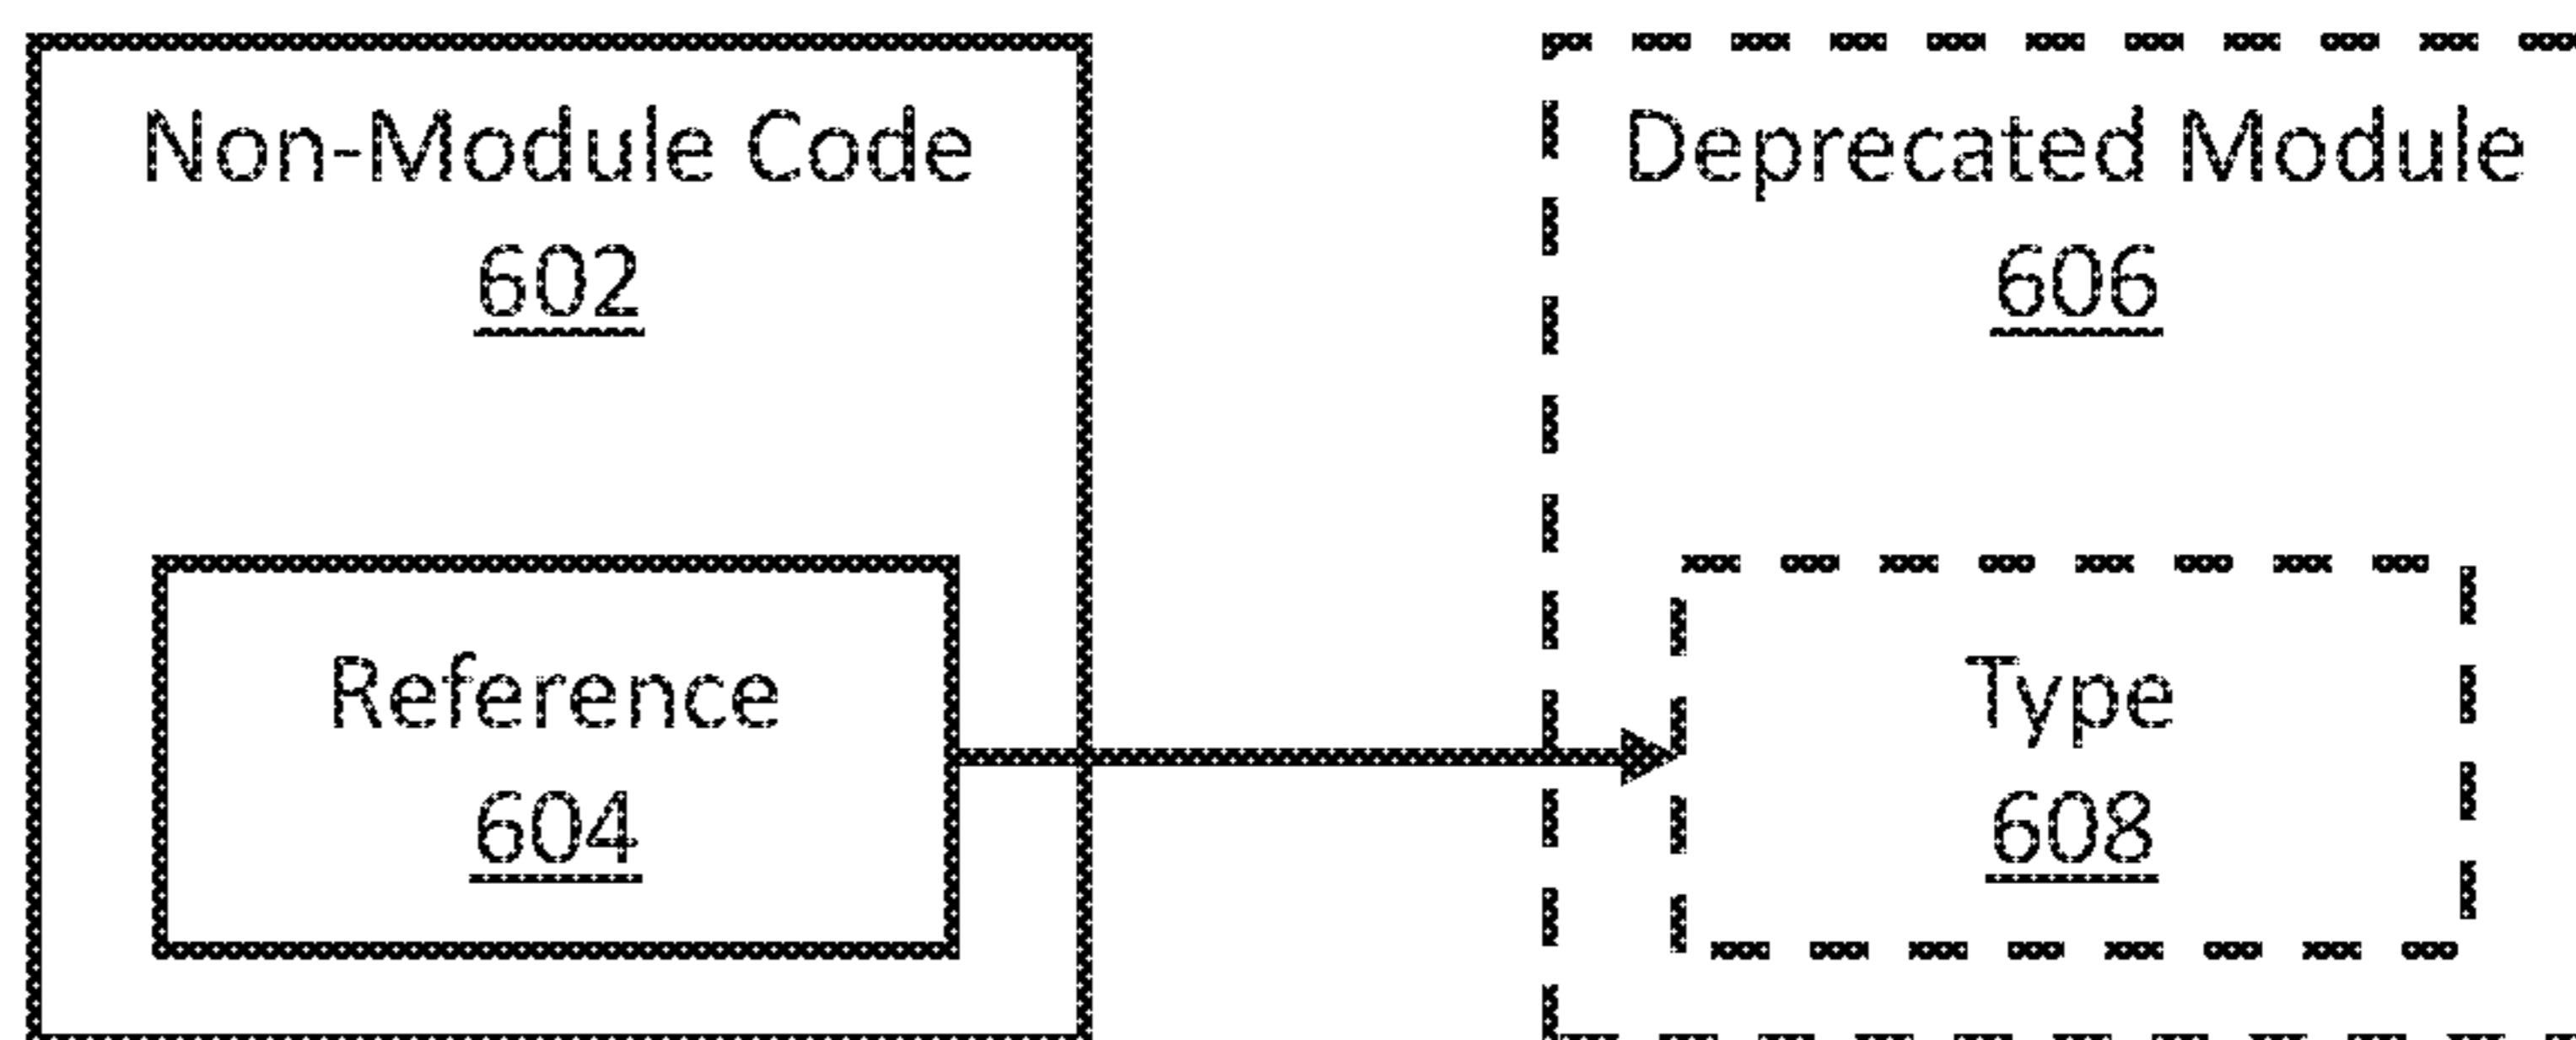 Non-Module Code
602
Reference
604
Deprecated Module
606
Type
608